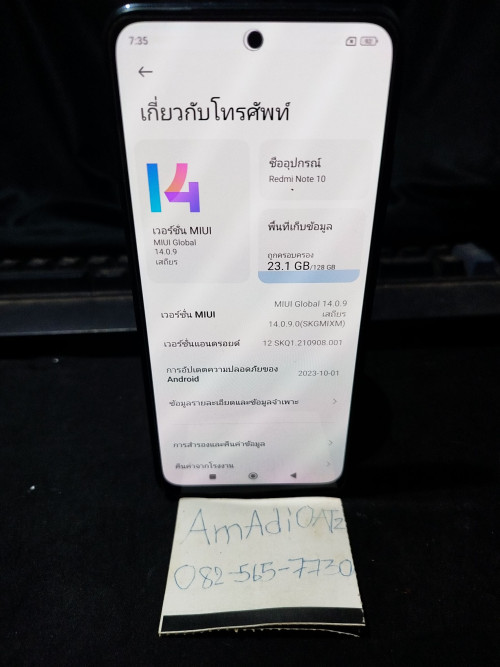 7:35
92
เกี่ยวกับโทรศัพท์
14
เวอร์ชั่น MIUI
MIUI Global
14.0.9
เสถียร
ชื่ออุปกรณ์
Redmi Note 10
พื้นที่เก็บข้อมูล
ถูกครอบครอง
23.1 GB/128 GB
เวอร์ชั่น MIUI
MIUI Global 14.0.9
เสถียร
14.0.9.0(SKGMIXM)
เวอร์ชั่นแอนดรอยด์
12 SKQ1.210908.001
การอัปเดตความปลอดภัยของ
Android
2023-10-01
ข้อมูลรายละเอียดและข้อมูลจำเพาะ
การสำรองและคืนค่าข้อมูล
คืนค่าจากโรงงาน
082-565-7730